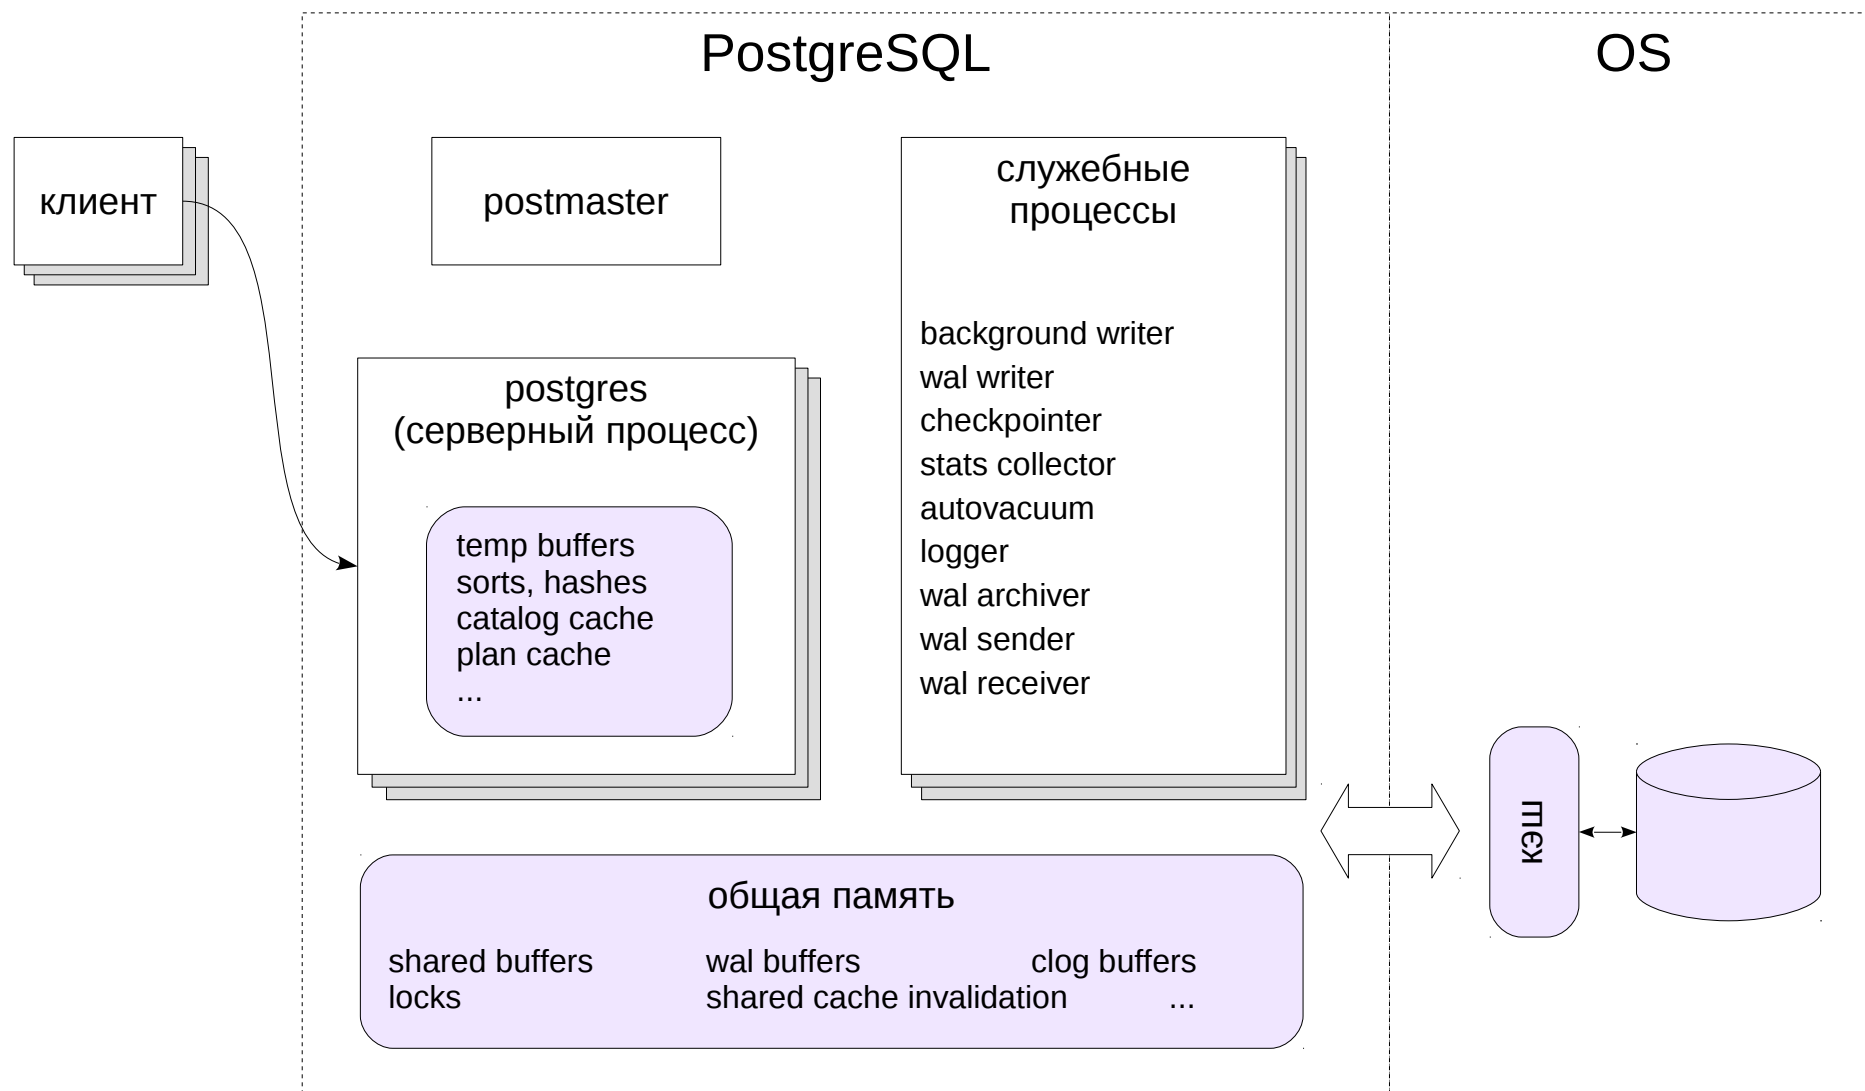 PostgreSQL
OS
клиент
postmaster
служебные
процессы
background writer
wal writer
checkpointer
stats collector
autovacuum
logger
wal archiver
wal sender
wal receiver
postgres
(серверный процесс)
temp buffers
sorts, hashes
catalog cache
plan cache
...
кэш
общая память
shared buffers wal buffers clog buffers
locks shared cache invalidation ...